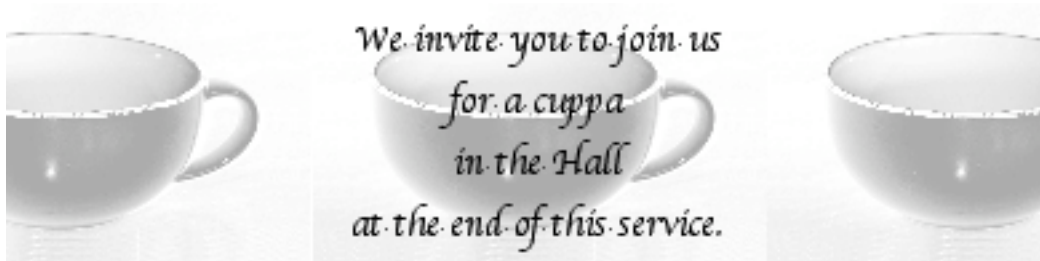 We invite you to join us
for a cuppa
in the Hall
at the end of this service.